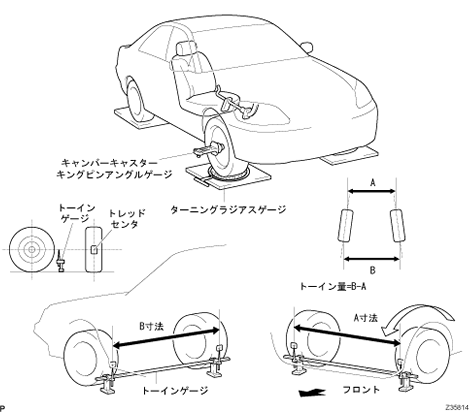 キャンバーキャスター
キングピンアングルゲージ
ターニングラジアスゲージ
トーイン
ゲージ
トレッド
センタ
A
B
トーイン量=B-A
B寸法
A寸法
トーインゲージ
フロント
P
Z35814